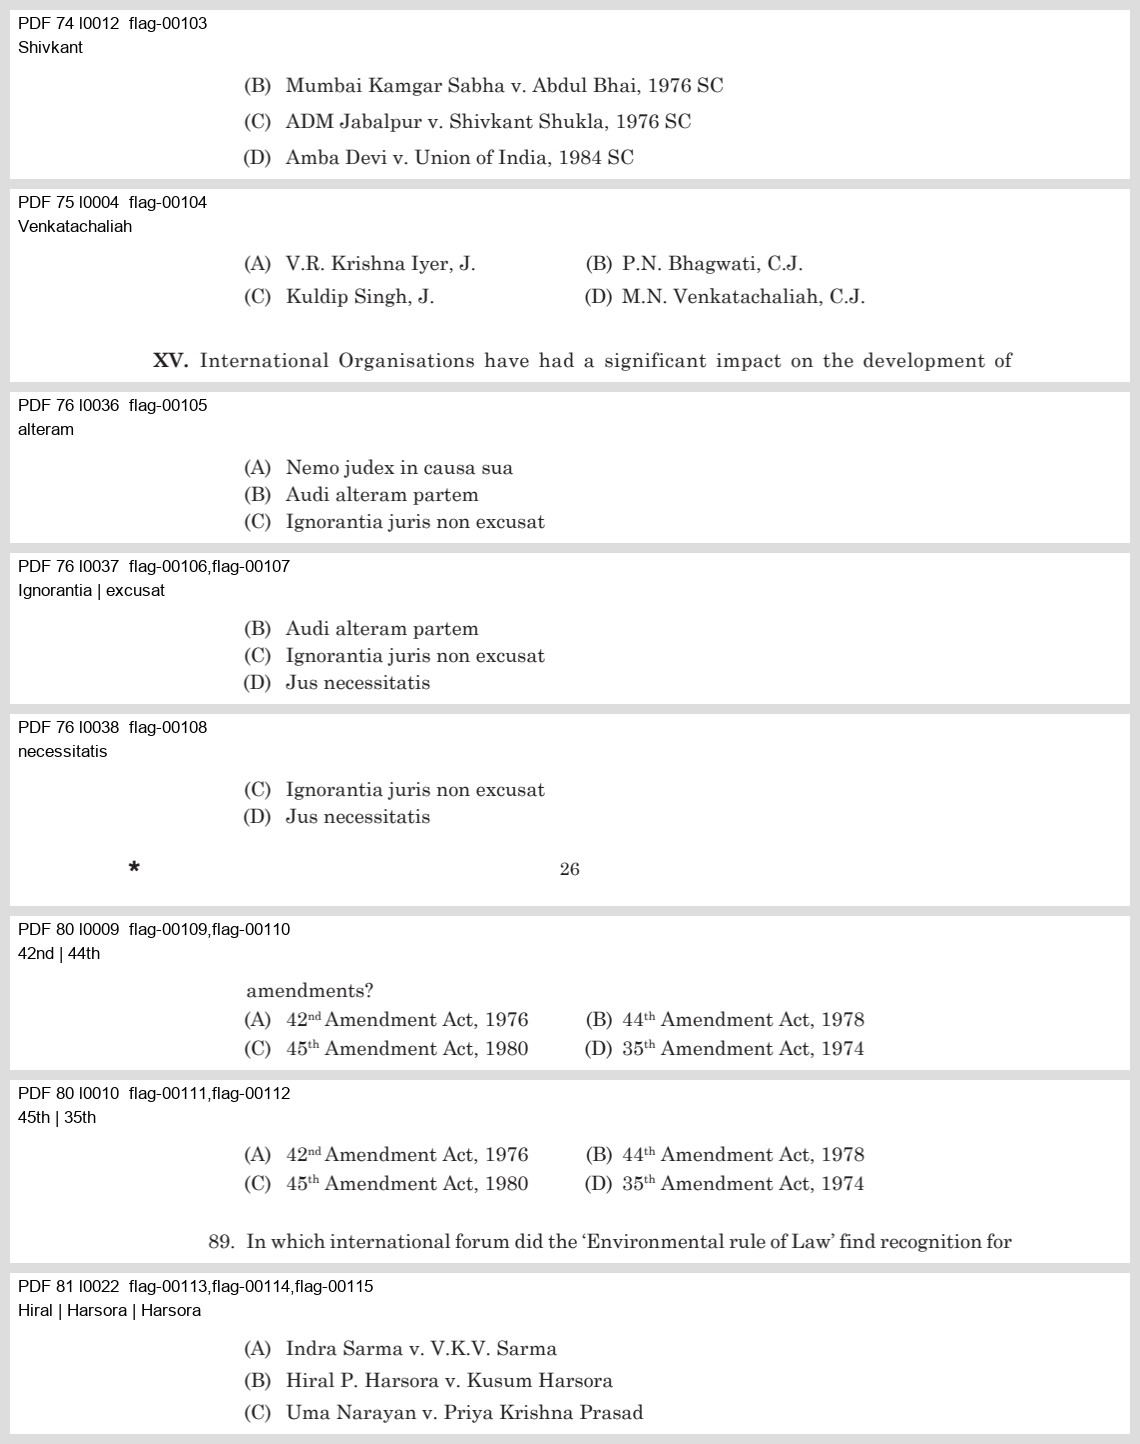 PDF 74 l0012  flag-00103
Shivkant
(B) Mumbai Kamgar Sabha v. Abdul Bhai, 1976 SC
(C) ADM Jabalpur v. Shivkant Shukla, 1976 SC
(D) Amba Devi v. Union of India, 1984 SC
PDF 75 l0004  flag-00104
Venkatachaliah
(A) V.R. Krishna Iyer, J. (B) P.N. Bhagwati, C.J.
(C) Kuldip Singh, J. (D) M.N. Venkatachaliah, C.J.
XV. International Organisations have had a significant impact on the development of
PDF 76 l0036  flag-00105
alteram
(A) Nemo judex in causa sua
(B) Audi alteram partem
(C) Ignorantia juris non excusat
PDF 76 l0037  flag-00106,flag-00107
Ignorantia | excusat
(B) Audi alteram partem
(C) Ignorantia juris non excusat
(D) Jus necessitatis
PDF 76 l0038  flag-00108
necessitatis
(C) Ignorantia juris non excusat
(D) Jus necessitatis
* 26
PDF 80 l0009  flag-00109,flag-00110
42nd | 44th
amendments?
(A) 42nd Amendment Act, 1976 (B) 44th Amendment Act, 1978
(C) 45th Amendment Act, 1980 (D) 35th Amendment Act, 1974
PDF 80 l0010  flag-00111,flag-00112
45th | 35th
(A) 42nd Amendment Act, 1976 (B) 44th Amendment Act, 1978
(C) 45th Amendment Act, 1980 (D) 35th Amendment Act, 1974
89. In which international forum did the ‘Environmental rule of Law’ find recognition for
PDF 81 l0022  flag-00113,flag-00114,flag-00115
Hiral | Harsora | Harsora
(A) Indra Sarma v. V.K.V. Sarma
(B) Hiral P. Harsora v. Kusum Harsora
(C) Uma Narayan v. Priya Krishna Prasad